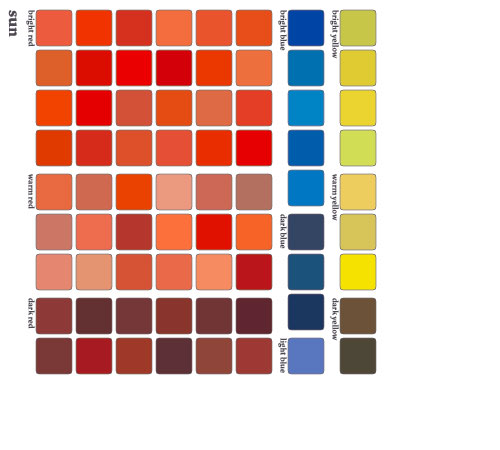 sun
bright red
warm red
dark red
bright blue
dark blue
light blue
bright yellow
warm yellow
dark yellow